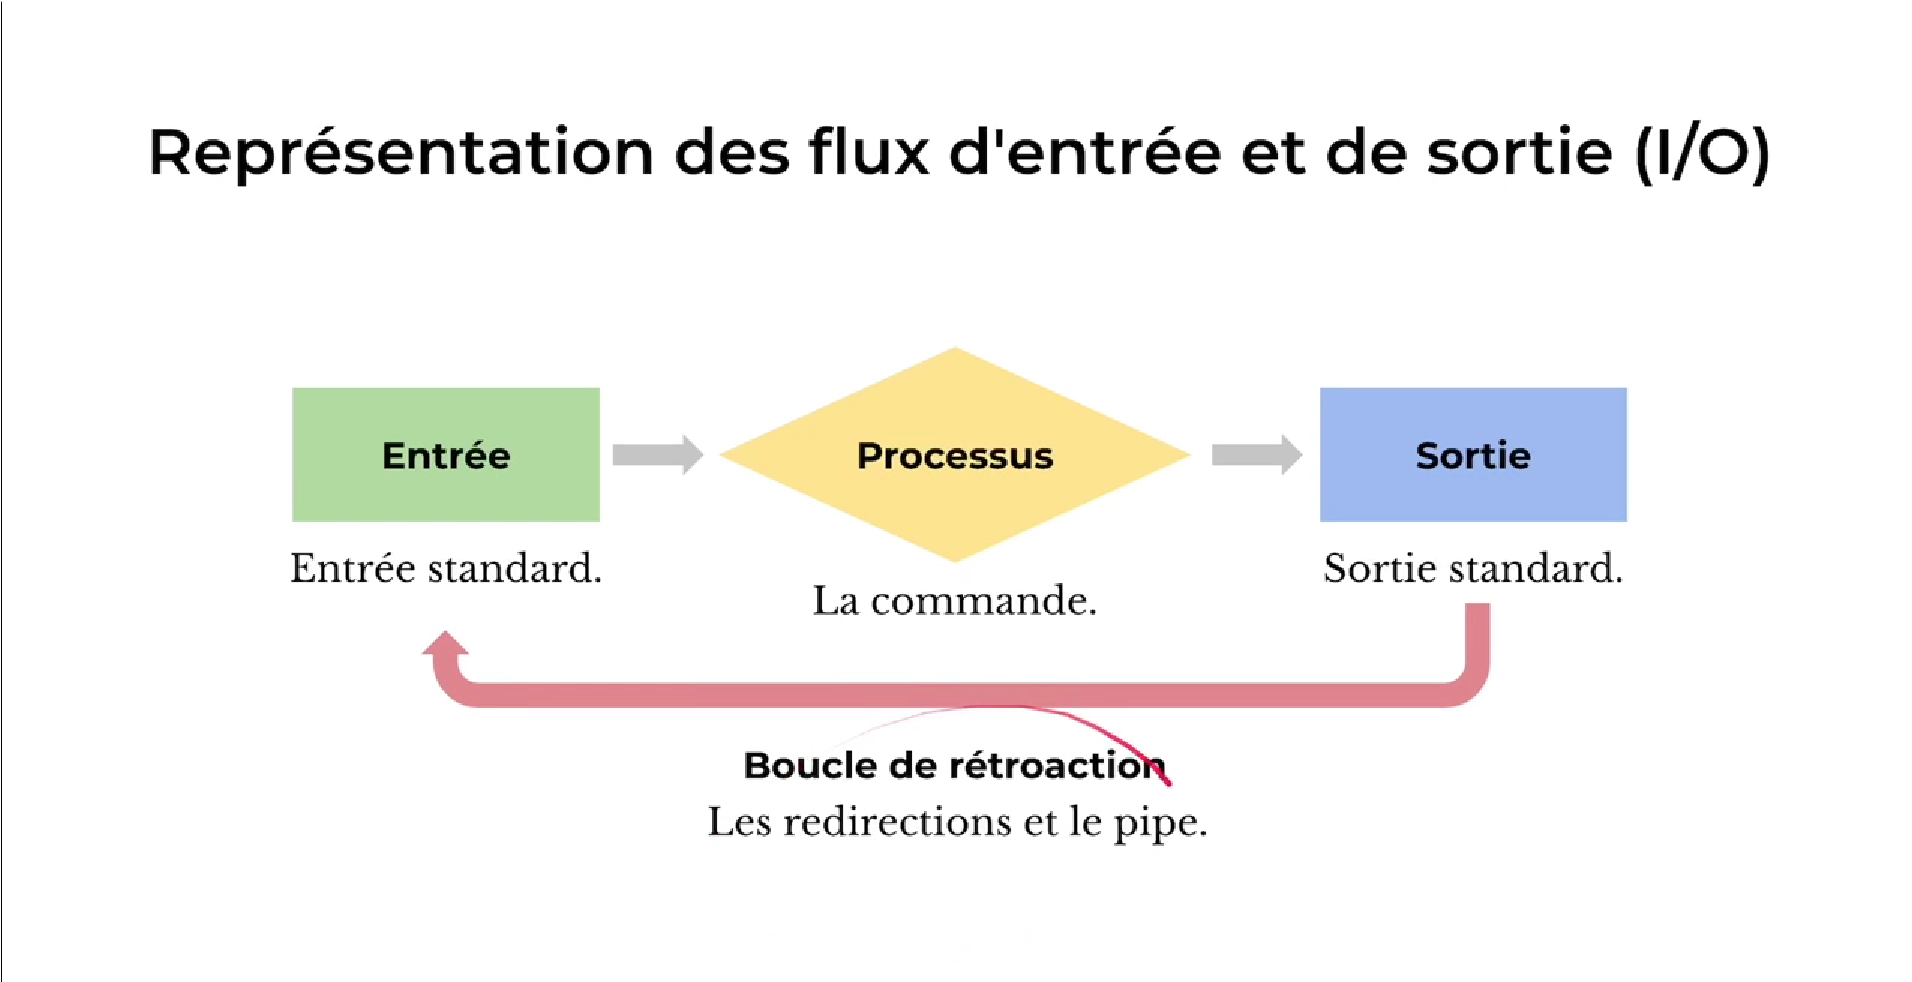 Représentation des flux d'entrée et de sortie (I/O)
Entrée
Processus
Sortie
Entrée standard.
La commande.
Sortie standard.
Boucle de rétroaction
Les redirections et le pipe.